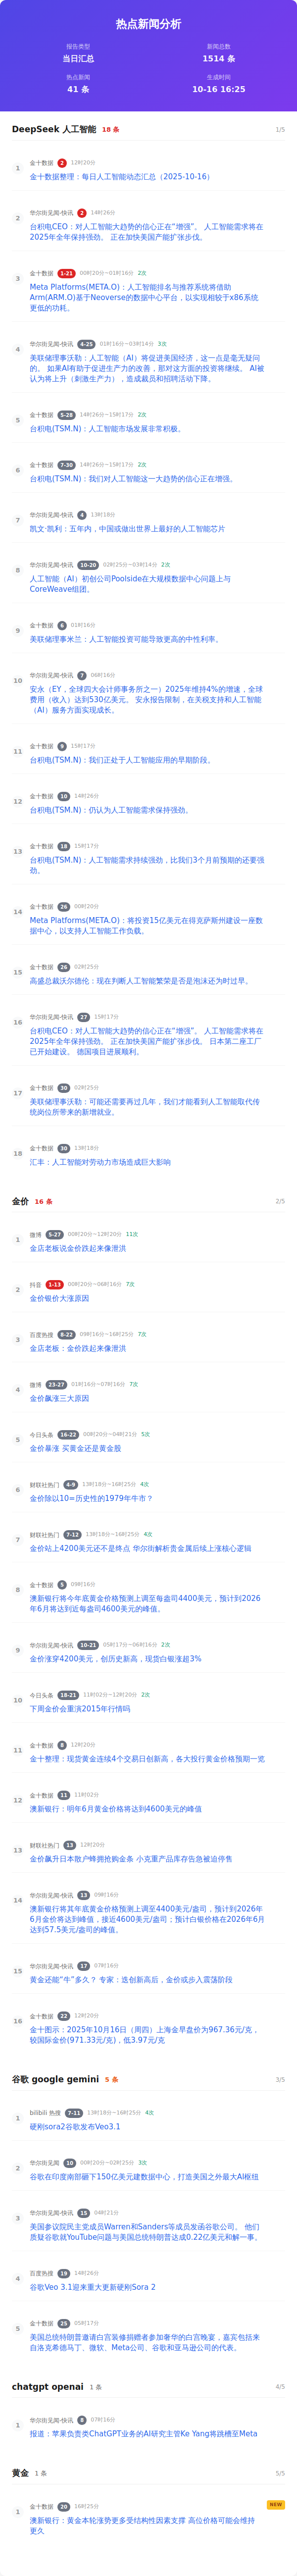 热点新闻分析
报告类型
新闻总数
当日汇总
1514 条
热点新闻
生成时间
41 条
10-16 16:25
DeepSeek 人工智能 18 条 1/5
1
金十数据 2 12时20分
金十数据整理：每日人工智能动态汇总（2025-10-16）
2
华尔街见闻-快讯 2 14时26分
台积电CEO：对人工智能大趋势的信心正在“增强”。 人工智能需求将在
2025年全年保持强劲。 正在加快美国产能扩张步伐。
3
金十数据 1-21 00时20分~01时16分 2次
Meta Platforms(META.O)：人工智能排名与推荐系统将借助
Arm(ARM.O)基于Neoverse的数据中心平台，以实现相较于x86系统
更低的功耗。
4
华尔街见闻-快讯 4-25 01时16分~03时14分 3次
美联储理事沃勒：人工智能（AI）将促进美国经济，这一点是毫无疑问
的。 如果AI有助于促进生产力的改善，那对这方面的投资将继续。 AI被
认为将上升（刺激生产力），造成裁员和招聘活动下降。
5
金十数据 5-28 14时26分~15时17分 2次
台积电(TSM.N)：人工智能市场发展非常积极。
6
金十数据 7-30 14时26分~15时17分 2次
台积电(TSM.N)：我们对人工智能这一大趋势的信心正在增强。
7
华尔街见闻-快讯 4 13时18分
凯文·凯利：五年内，中国或做出世界上最好的人工智能芯片
8
华尔街见闻-快讯 10-20 02时25分~03时14分 2次
人工智能（AI）初创公司Poolside在大规模数据中心问题上与
CoreWeave组团。
9
金十数据 6 01时16分
美联储理事米兰：人工智能投资可能导致更高的中性利率。
10
华尔街见闻-快讯 7 06时16分
安永（EY，全球四大会计师事务所之一）2025年维持4%的增速，全球
费用（收入）达到530亿美元。 安永报告限制，在关税支持和人工智能
（AI）服务方面实现成长。
11
金十数据 9 15时17分
台积电(TSM.N)：我们正处于人工智能应用的早期阶段。
12
金十数据 10 14时26分
台积电(TSM.N)：仍认为人工智能需求保持强劲。
13
金十数据 18 15时17分
台积电(TSM.N)：人工智能需求持续强劲，比我们3个月前预期的还要强
劲。
14
金十数据 26 00时20分
Meta Platforms(META.O)：将投资15亿美元在得克萨斯州建设一座数
据中心，以支持人工智能工作负载。
15
金十数据 26 02时25分
高盛总裁沃尔德伦：现在判断人工智能繁荣是否是泡沫还为时过早。
16
华尔街见闻-快讯 27 15时17分
台积电CEO：对人工智能大趋势的信心正在“增强”。 人工智能需求将在
2025年全年保持强劲。 正在加快美国产能扩张步伐。 日本第二座工厂
已开始建设。 德国项目进展顺利。
17
金十数据 30 02时25分
美联储理事沃勒：可能还需要再过几年，我们才能看到人工智能取代传
统岗位所带来的新增就业。
18
金十数据 30 13时18分
汇丰：人工智能对劳动力市场造成巨大影响
金价 16 条 2/5
1
微博 5-27 00时20分~12时20分 11次
金店老板说金价跌起来像泄洪
2
抖音 1-13 00时20分~06时16分 7次
金价银价大涨原因
3
百度热搜 8-22 09时16分~16时25分 7次
金店老板：金价跌起来像泄洪
4
微博 23-27 01时16分~07时16分 7次
金价飙涨三大原因
5
今日头条 16-22 00时20分~04时21分 5次
金价暴涨 买黄金还是黄金股
6
财联社热门 4-9 13时18分~16时25分 4次
金价除以10=历史性的1979年牛市？
7
财联社热门 7-12 13时18分~16时25分 4次
金价站上4200美元还不是终点 华尔街解析贵金属后续上涨核心逻辑
8
金十数据 5 09时16分
澳新银行将今年底黄金价格预测上调至每盎司4400美元，预计到2026
年6月将达到近每盎司4600美元的峰值。
9
华尔街见闻-快讯 10-21 05时17分~06时16分 2次
金价涨穿4200美元，创历史新高，现货白银涨超3%
10
今日头条 18-21 11时02分~12时20分 2次
下周金价会重演2015年行情吗
11
金十数据 8 12时20分
金十整理：现货黄金连续4个交易日创新高，各大投行黄金价格预期一览
12
金十数据 11 11时02分
澳新银行：明年6月黄金价格将达到4600美元的峰值
13
财联社热门 13 12时20分
金价飙升日本散户蜂拥抢购金条 小克重产品库存告急被迫停售
14
华尔街见闻-快讯 13 09时16分
澳新银行将其年底黄金价格预测上调至4400美元/盎司，预计到2026年
6月金价将达到峰值，接近4600美元/盎司；预计白银价格在2026年6月
达到57.5美元/盎司的峰值。
15
华尔街见闻-快讯 17 07时16分
黄金还能“牛”多久？ 专家：迭创新高后，金价或步入震荡阶段
16
金十数据 22 12时20分
金十图示：2025年10月16日（周四）上海金早盘价为967.36元/克，
较国际金价(971.33元/克)，低3.97元/克
谷歌 google gemini 5 条 3/5
1
bilibili 热搜 7-11 13时18分~16时25分 4次
硬刚sora2谷歌发布Veo3.1
2
华尔街见闻 10 00时20分~02时25分 3次
谷歌在印度南部砸下150亿美元建数据中心，打造美国之外最大AI枢纽
3
华尔街见闻-快讯 15 04时21分
美国参议院民主党成员Warren和Sanders等成员发函谷歌公司。 他们
质疑谷歌就YouTube问题与美国总统特朗普达成0.22亿美元和解一事。
4
百度热搜 19 14时26分
谷歌Veo 3.1迎来重大更新硬刚Sora 2
5
金十数据 25 05时17分
美国总统特朗普邀请白宫装修捐赠者参加奢华的白宫晚宴，嘉宾包括来
自洛克希德马丁、微软、Meta公司、谷歌和亚马逊公司的代表。
chatgpt openai 1 条 4/5
1
华尔街见闻-快讯 8 07时16分
报道：苹果负责类ChatGPT业务的AI研究主管Ke Yang将跳槽至Meta
黄金 1 条 5/5
1
金十数据 20 16时25分 NEW
澳新银行：黄金本轮涨势更多受结构性因素支撑 高位价格可能会维持
更久